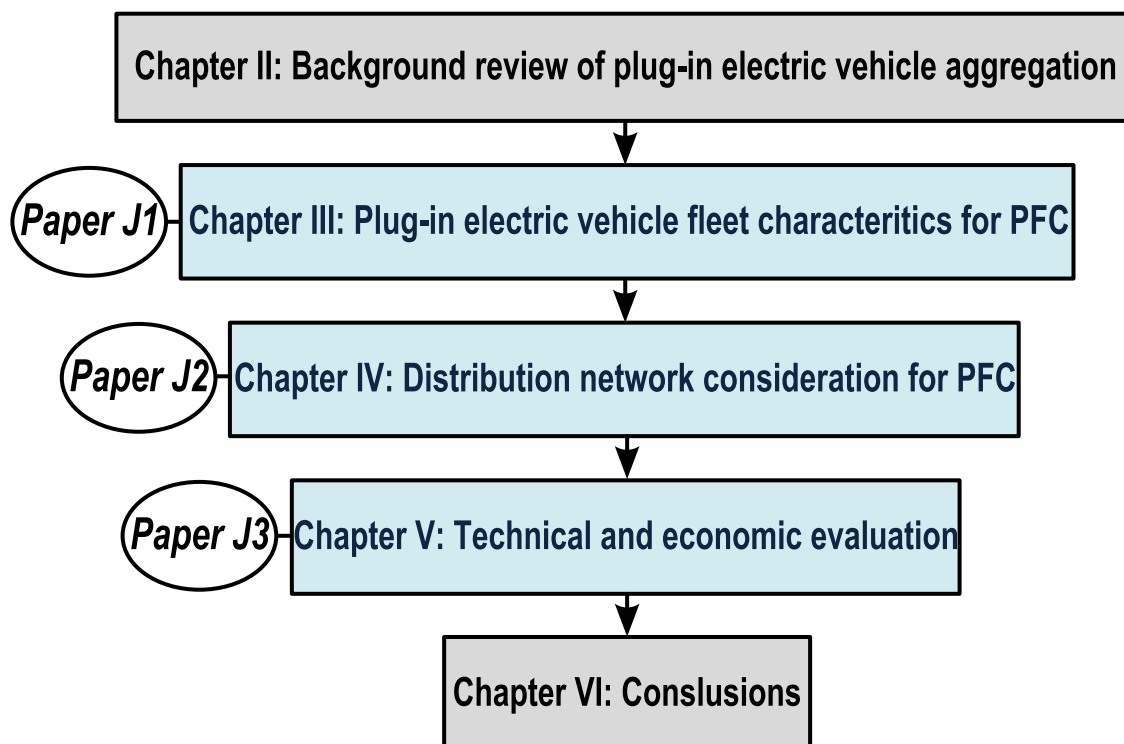 Chapter II: Background review of plug-in electric vehicle aggregation
Paper J1
Chapter III: Plug-in electric vehicle fleet characteritics for PFC
Paper J2
Chapter IV: Distribution network consideration for PFC
Paper J3
Chapter V: Technical and economic evaluation
Chapter VI: Conslusions